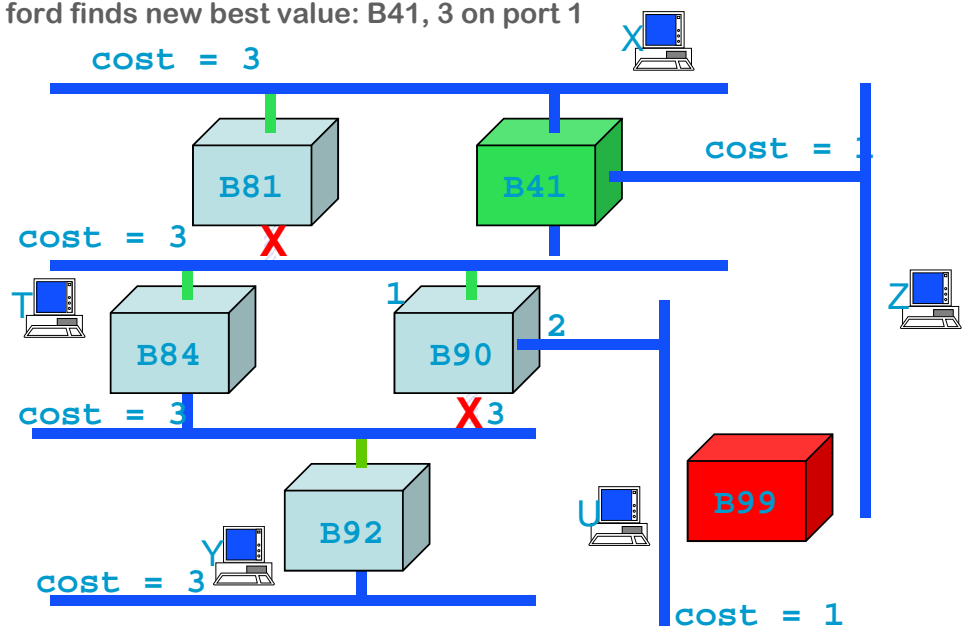 ford finds new best value: B41, 3 on port 1
X
cost = 3
cost = 1
B81
B41
cost = 3
X
T
1
Z
2
B84
B90
cost = 3
X 3
B99
U
B92
Y
cost = 3
cost = 1